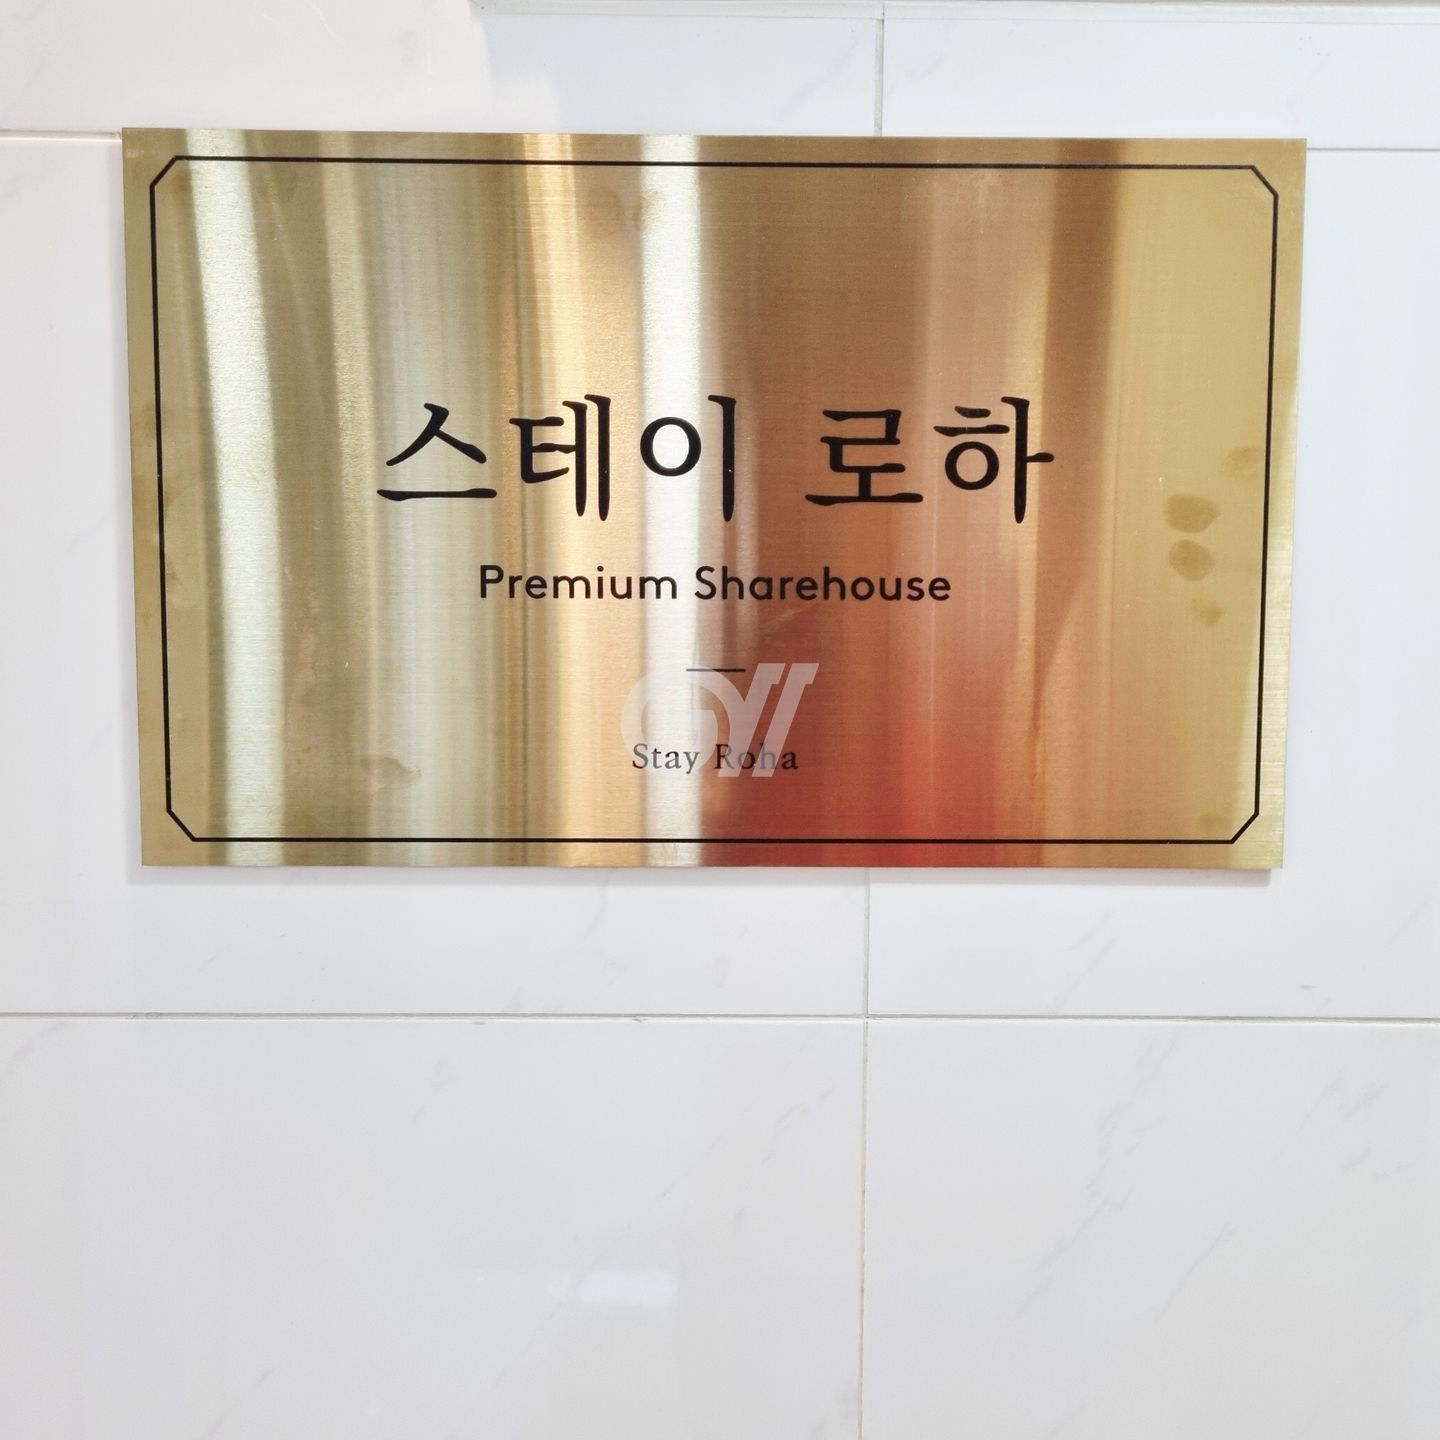 스테이 로하
Premium Sharehouse
Stay Roha